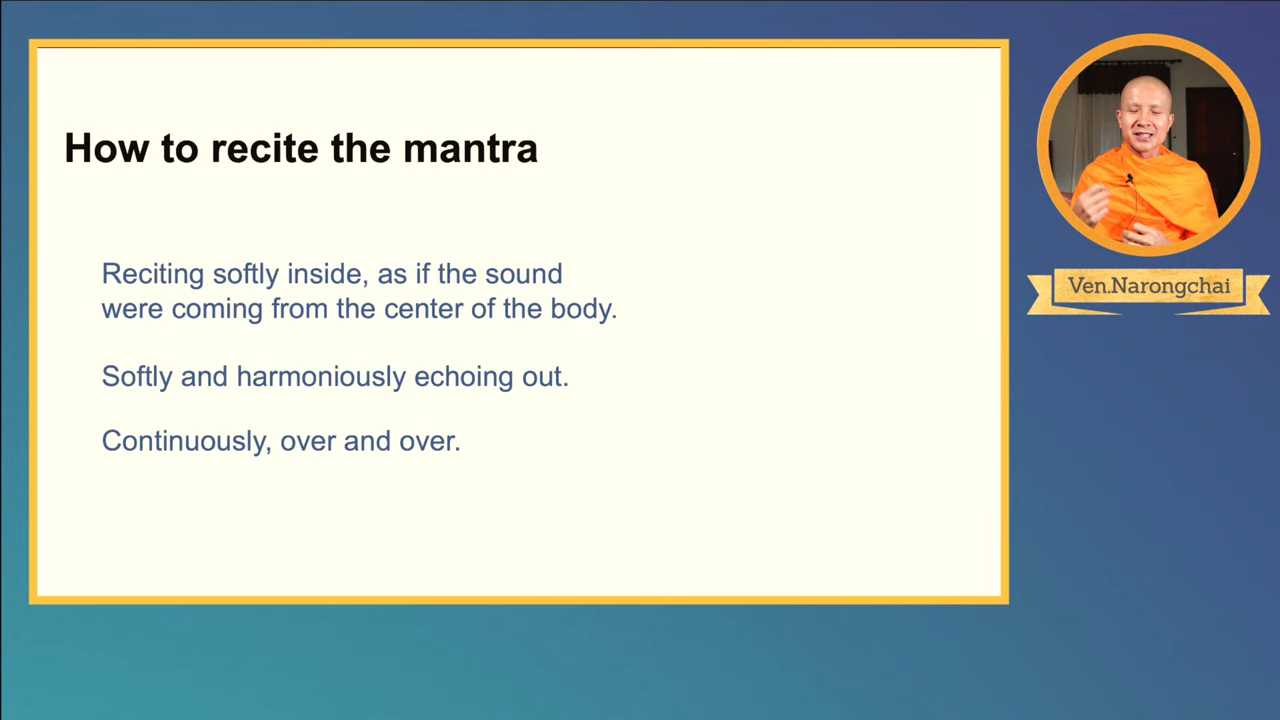 How to recite the mantra
Reciting softly inside, as if the sound
were coming from the center of the body.
Softly and harmoniously echoing out.
Continuously, over and over.
Ven.Narongchai